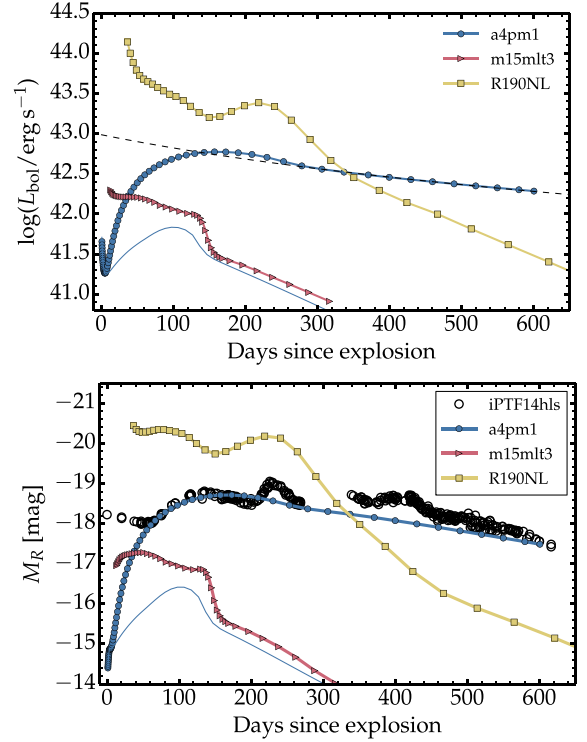 44.5
44.0
43.5
43.0
42.5
42.0
41.5
41.0
log(L_bol/erg s⁻¹)
a4pm1
m15mlt3
R190NL
0 100 200 300 400 500 600
Days since explosion
−21
−20
−19
−18
−17
−16
−15
−14
M_R [mag]
iPTF14hls
a4pm1
m15mlt3
R190NL
0 100 200 300 400 500 600
Days since explosion